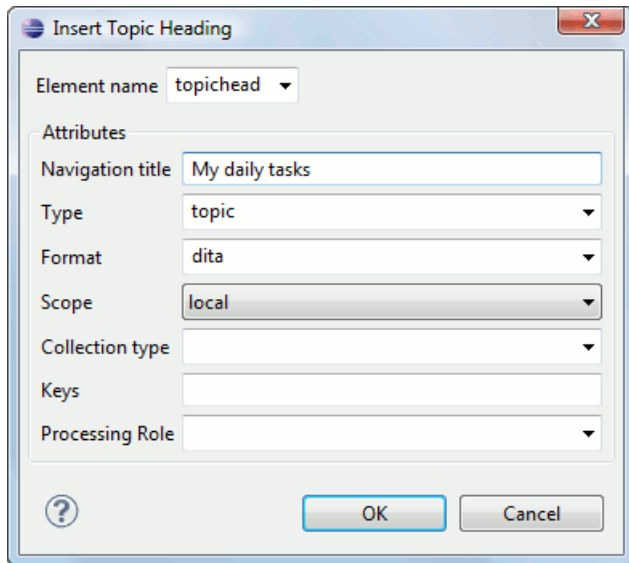 Insert Topic Heading
Element name topichead
Attributes
Navigation title My daily tasks
Type topic
Format dita
Scope local
Collection type
Keys
Processing Role
? OK Cancel